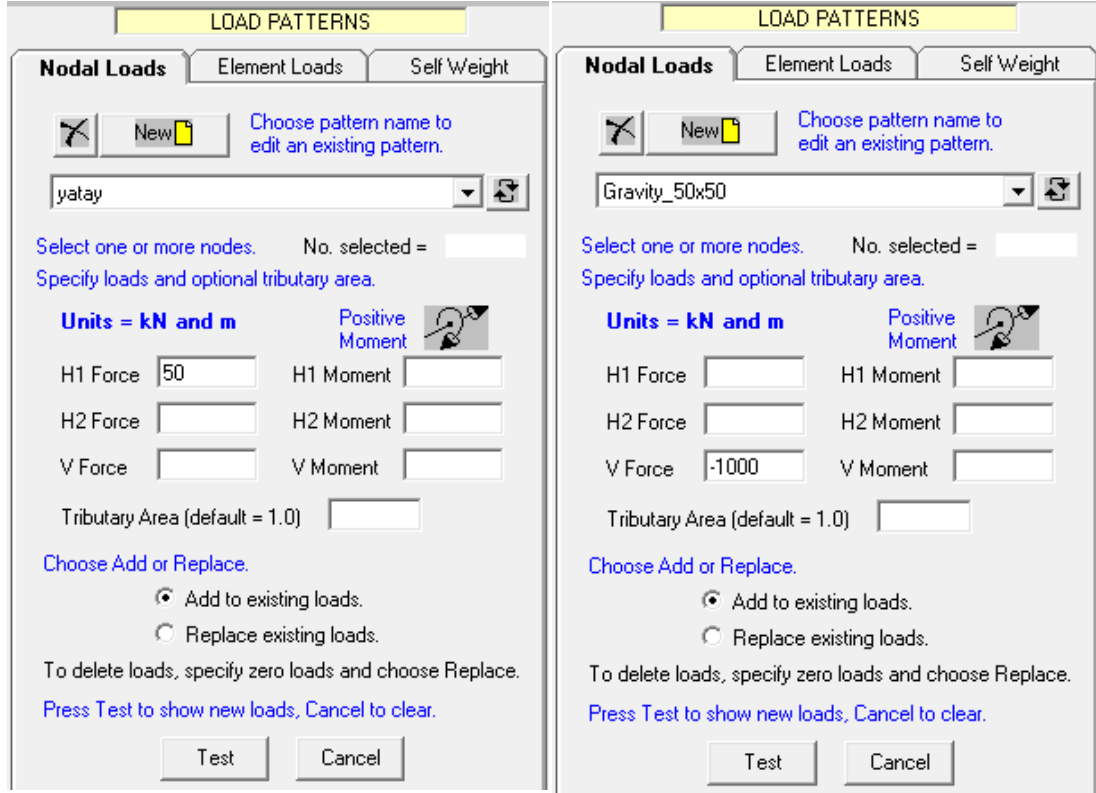 LOAD PATTERNS
Nodal Loads
Element Loads
Self Weight
New
Choose pattern name to
edit an existing pattern.
yatay
Select one or more nodes.
No. selected =
Specify loads and optional tributary area.
Units = kN and m
Positive
Moment
H1 Force 50
H1 Moment
H2 Force
H2 Moment
V Force
V Moment
Tributary Area (default = 1.0)
Choose Add or Replace.
Add to existing loads.
Replace existing loads.
To delete loads, specify zero loads and choose Replace.
Press Test to show new loads, Cancel to clear.
Test
Cancel
LOAD PATTERNS
Nodal Loads
Element Loads
Self Weight
New
Choose pattern name to
edit an existing pattern.
Gravity_50x50
Select one or more nodes.
No. selected =
Specify loads and optional tributary area.
Units = kN and m
Positive
Moment
H1 Force
H1 Moment
H2 Force
H2 Moment
V Force -1000
V Moment
Tributary Area (default = 1.0)
Choose Add or Replace.
Add to existing loads.
Replace existing loads.
To delete loads, specify zero loads and choose Replace.
Press Test to show new loads, Cancel to clear.
Test
Cancel